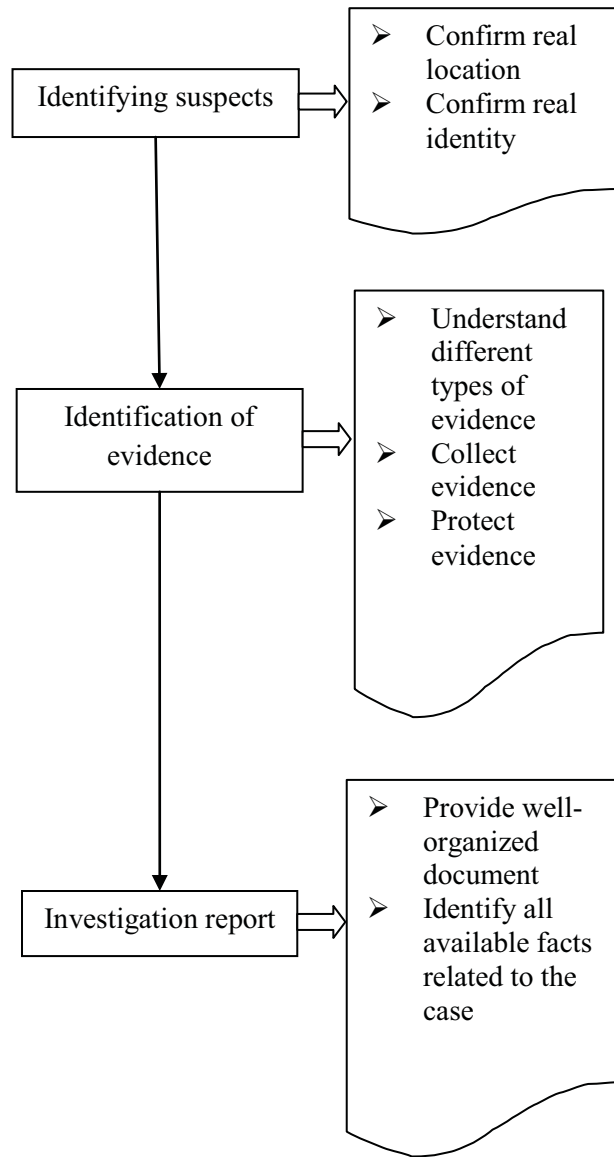 Identifying suspects
➢ Confirm real
location
➢ Confirm real
identity
Identification of
evidence
➢ Understand
different
types of
evidence
➢ Collect
evidence
➢ Protect
evidence
Investigation report
➢ Provide well-
organized
document
➢ Identify all
available facts
related to the
case